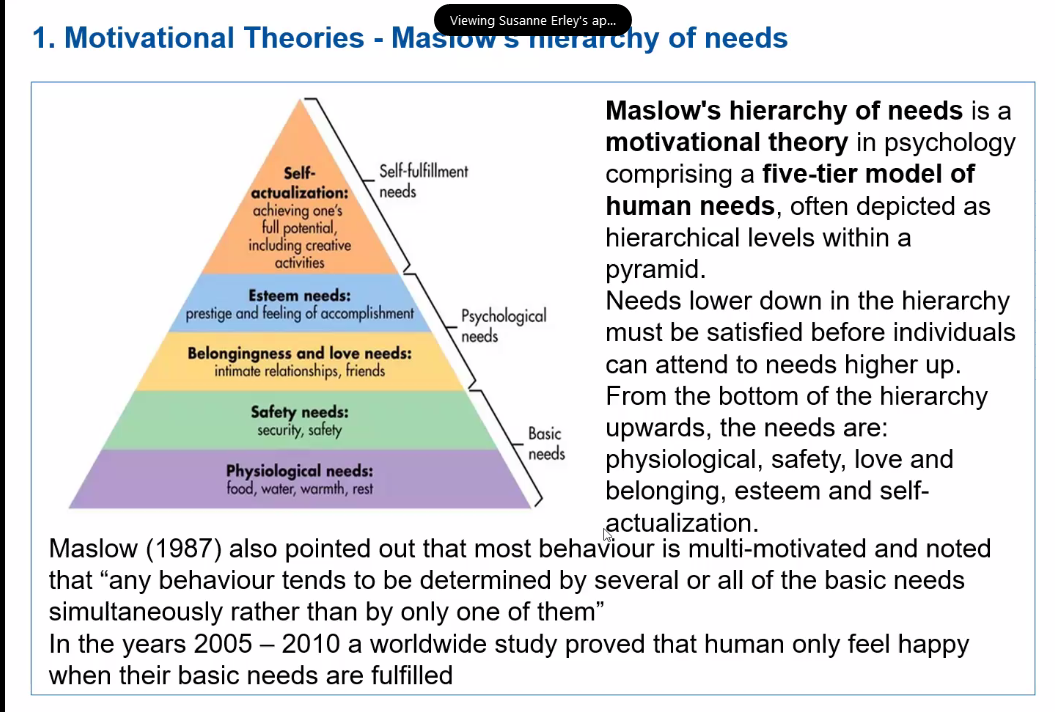 Viewing Susanne Erley's ap...
1. Motivational Theories - Maslow's hierarchy of needs
Self-
actualization:
achieving one's
full potential,
including creative
activities
Self-fulfillment
needs
Esteem needs:
prestige and feeling of accomplishment
Psychological
needs
Belongingness and love needs:
intimate relationships, friends
Safety needs:
security, safety
Basic
needs
Physiological needs:
food, water, warmth, rest
Maslow's hierarchy of needs is a
motivational theory in psychology
comprising a five-tier model of
human needs, often depicted as
hierarchical levels within a
pyramid.
Needs lower down in the hierarchy
must be satisfied before individuals
can attend to needs higher up.
From the bottom of the hierarchy
upwards, the needs are:
physiological, safety, love and
belonging, esteem and self-
actualization.
Maslow (1987) also pointed out that most behaviour is multi-motivated and noted
that “any behaviour tends to be determined by several or all of the basic needs
simultaneously rather than by only one of them”
In the years 2005 – 2010 a worldwide study proved that human only feel happy
when their basic needs are fulfilled